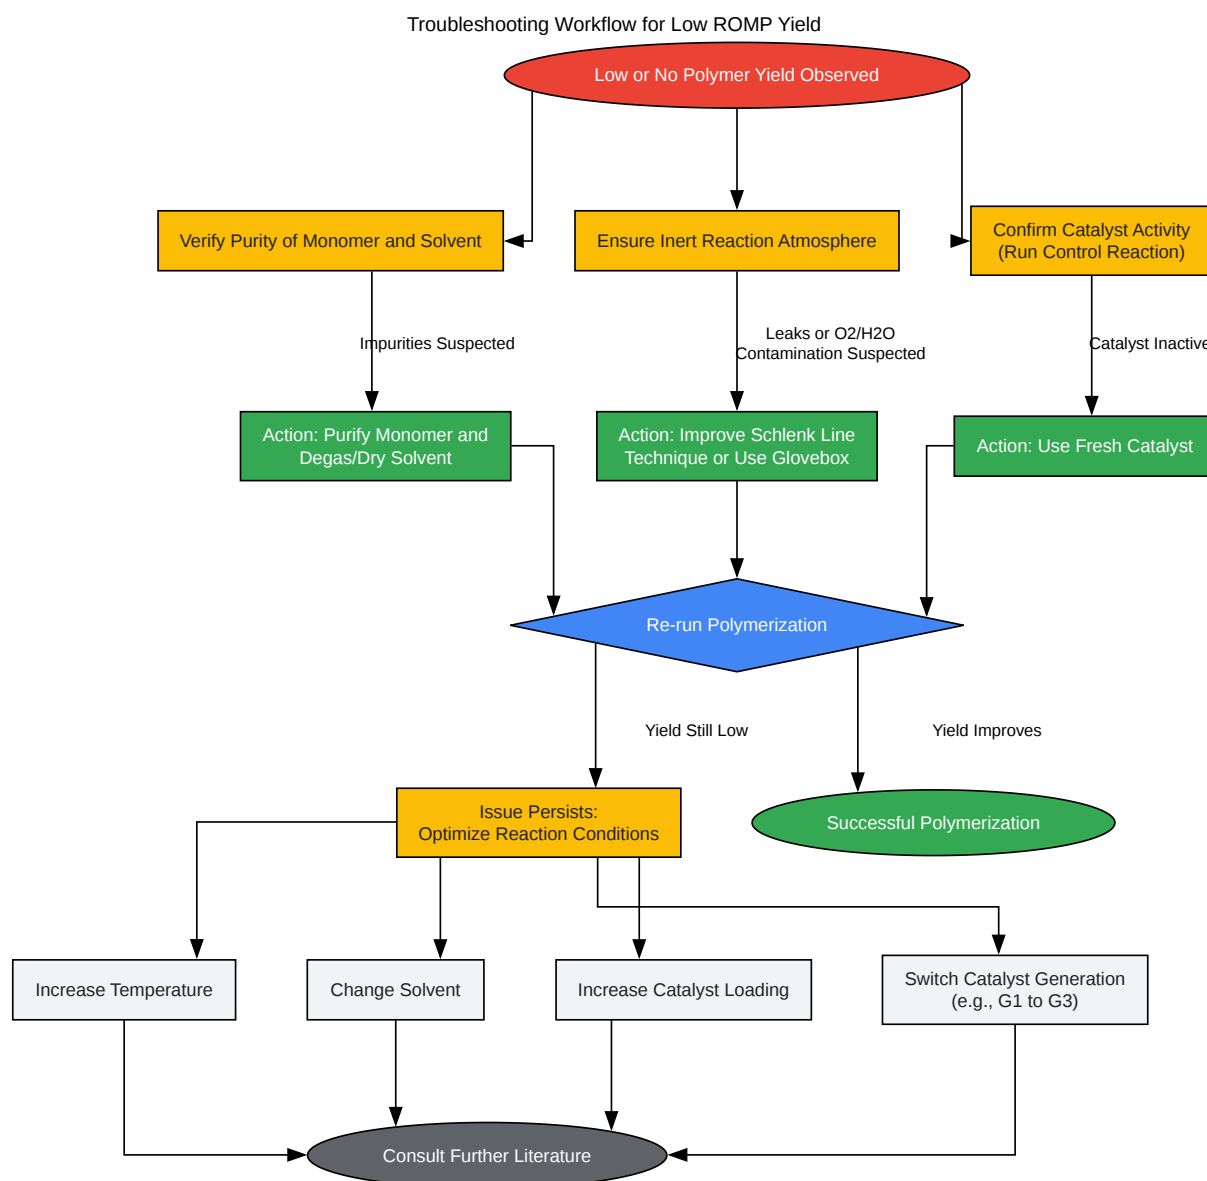 Troubleshooting Workflow for Low ROMP Yield
Low or No Polymer Yield Observed
Verify Purity of Monomer and Solvent
Ensure Inert Reaction Atmosphere
Confirm Catalyst Activity
(Run Control Reaction)
Impurities Suspected
Leaks or O2/H2O
Contamination Suspected
Catalyst Inactive
Action: Purify Monomer and
Degas/Dry Solvent
Action: Improve Schlenk Line
Technique or Use Glovebox
Action: Use Fresh Catalyst
Re-run Polymerization
Yield Still Low
Yield Improves
Issue Persists:
Optimize Reaction Conditions
Successful Polymerization
Increase Temperature
Change Solvent
Increase Catalyst Loading
Switch Catalyst Generation
(e.g., G1 to G3)
Consult Further Literature